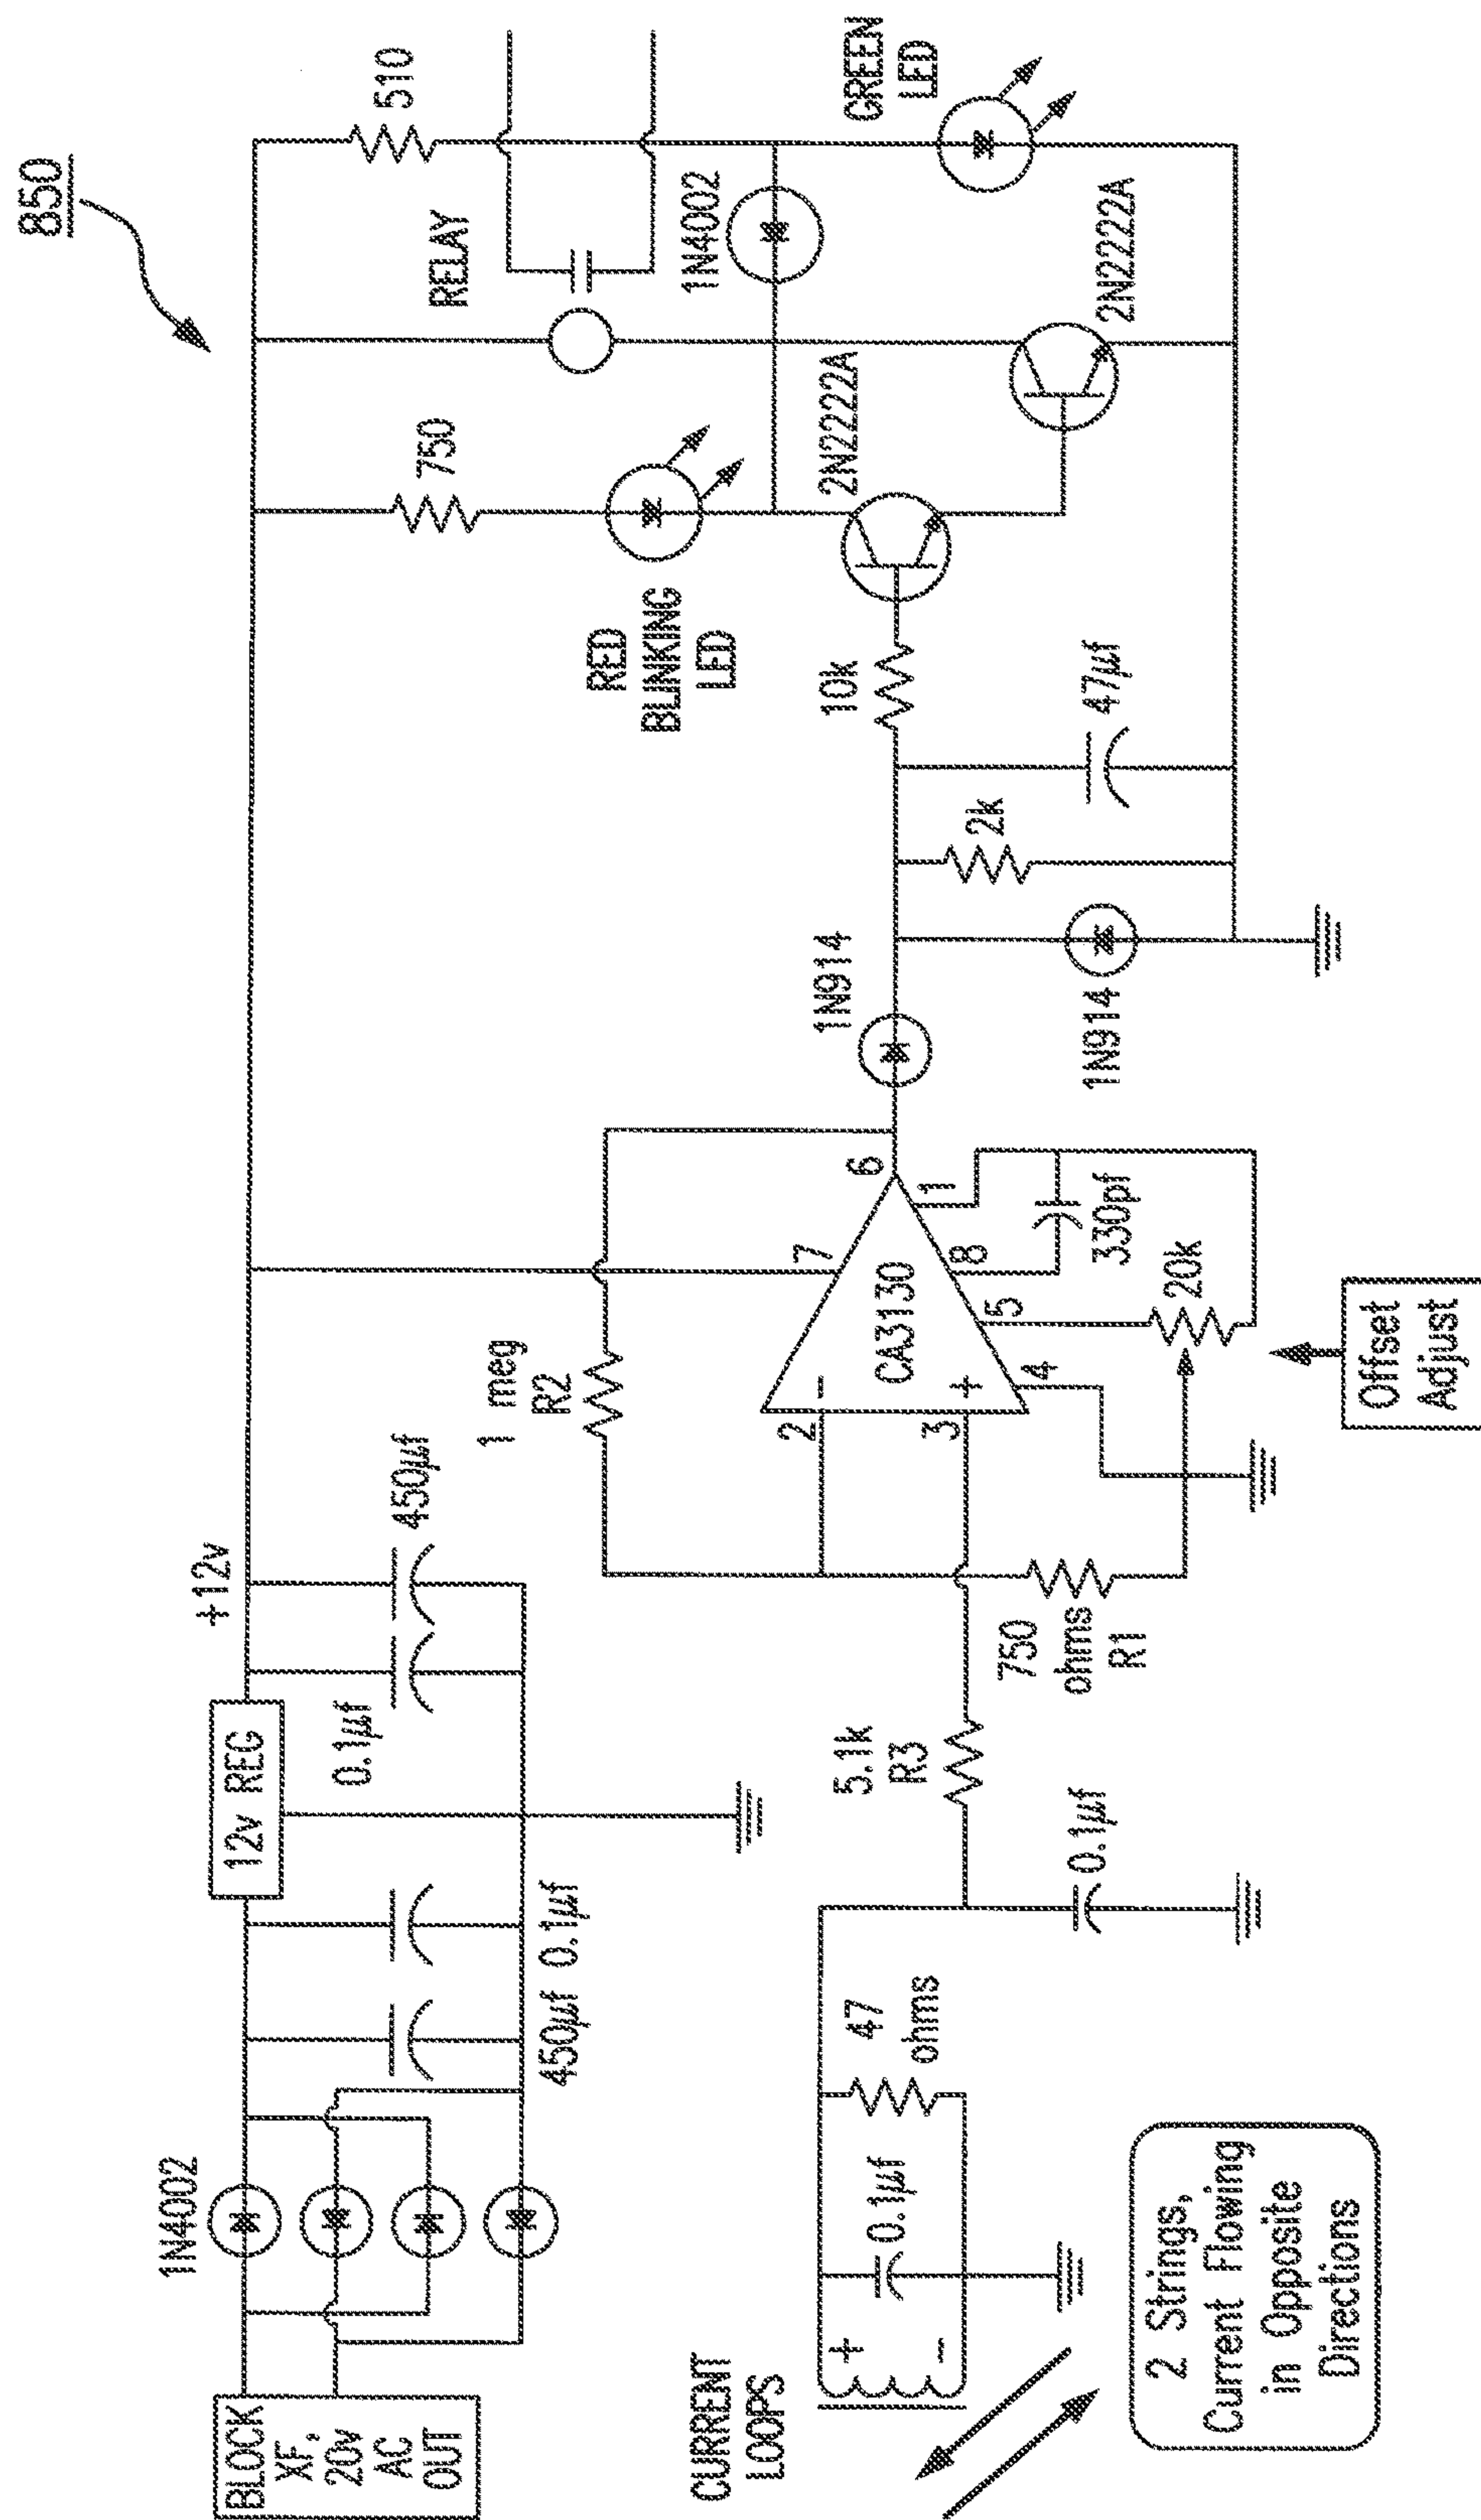 850
BLOCK
XF,
20v
AC
OUT
1N4002
450µf
0.1µf
12v REG
0.1µf
+12v
450µf
1 meg
R2
510
RELAY
750
RED
BLINKING
LED
1N4002
GREEN
LED
2N2222A
2N2222A
CURRENT
LOOPS
+
-
0.1µf
47
ohms
5.1k
R3
0.1µf
750
ohms
R1
2
-
3
+
CA3130
7
6
1
8
5
4
330pf
20k
Offset
Adjust
1N914
1N914
2k
10k
47µf
2 Strings,
Current Flowing
in Opposite
Directions